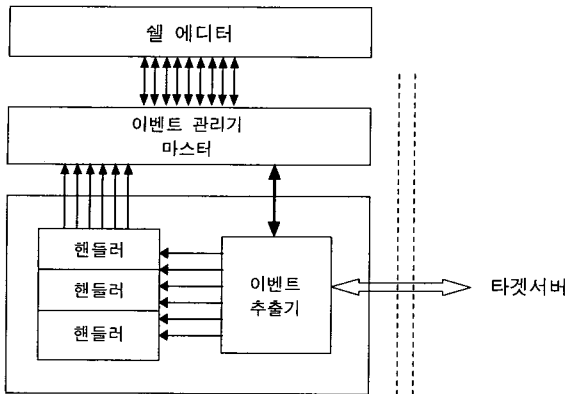 쉘 에디터
이벤트 관리기
마스터
핸들러
핸들러
핸들러
이벤트
추출기
타겟서버